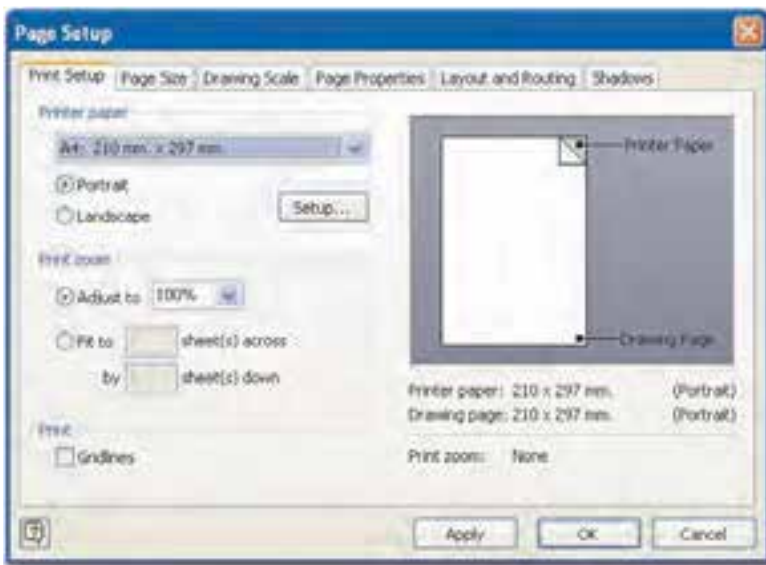 Page Setup
Print Setup Page Size Drawing Scale Page Properties Layout and Routing Shadows
Printer paper
A4: 210 mm. x 297 mm.
Portrait
Landscape
Setup...
Print zoom
Adjust to 100%
Fit to sheet(s) across
by sheet(s) down
Print
Gridlines
Printer Paper
Drawing Page
Printer paper: 210 x 297 mm. (Portrait)
Drawing page: 210 x 297 mm. (Portrait)
Print zoom: None
Apply OK Cancel